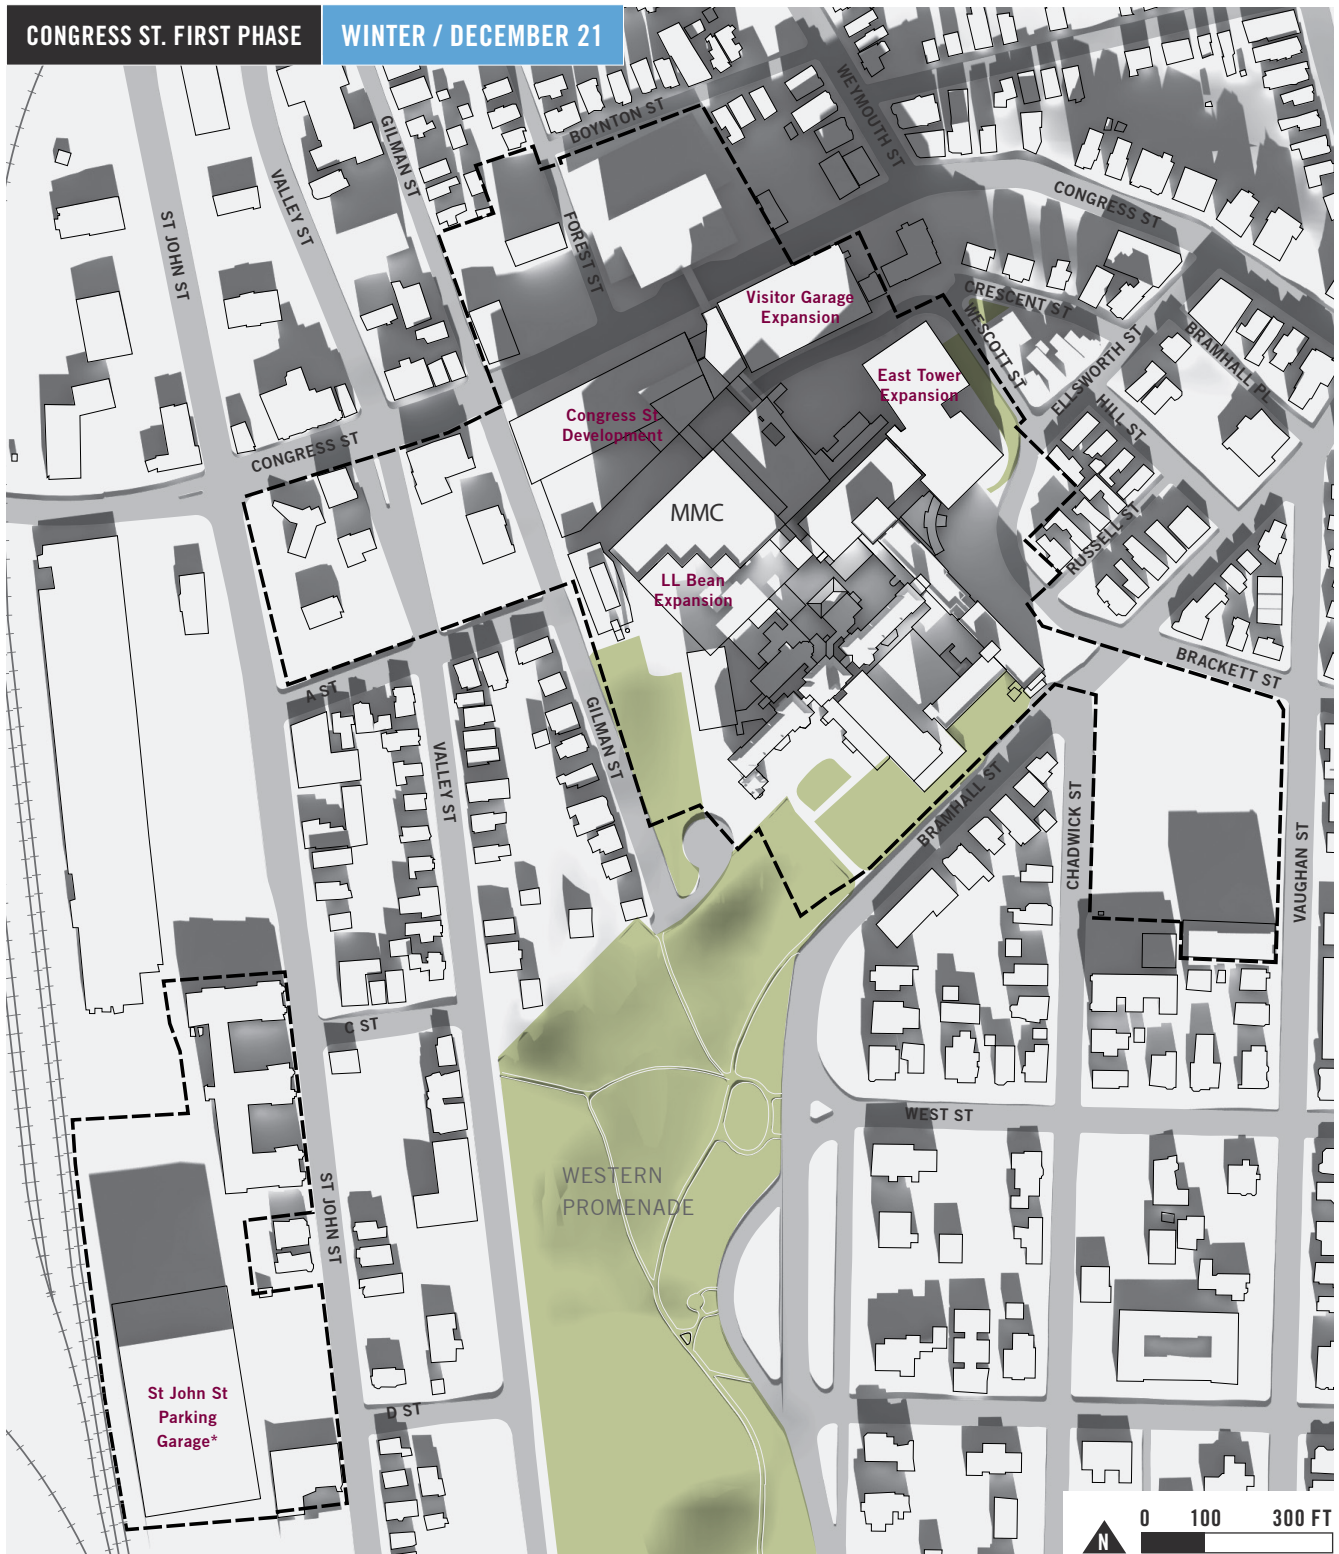 CONGRESS ST. FIRST PHASE
WINTER / DECEMBER 21
BOYNTON ST
WEYMOUTH ST
GILMAN ST
VALLEY ST
ST JOHN ST
FOREST ST
CONGRESS ST
CRESCENT ST
WESCOTT ST
ELLSWORTH ST
BRAMHALL PL
HILL ST
RUSSELL ST
Visitor Garage
Expansion
East Tower
Expansion
Congress St
Development
CONGRESS ST
MMC
LL Bean
Expansion
BRACKETT ST
A ST
GILMAN ST
VALLEY ST
BRAMHALL ST
CHADWICK ST
VAUGHAN ST
C ST
WEST ST
WESTERN
PROMENADE
ST JOHN ST
St John St
Parking
Garage*
D ST
N
0 100 300 FT